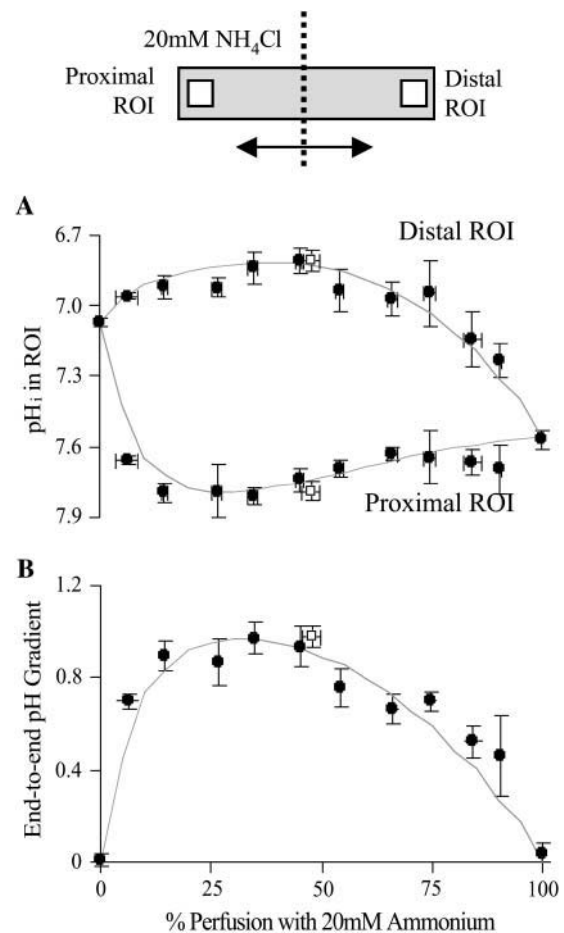 20mM NH₄Cl
Proximal
ROI
Distal
ROI
A
6.7
7.0
7.3
7.6
7.9
pHᵢ in ROI
Distal ROI
Proximal ROI
B
1.2
0.8
0.4
0
End-to-end pH Gradient
0 25 50 75 100
% Perfusion with 20mM Ammonium